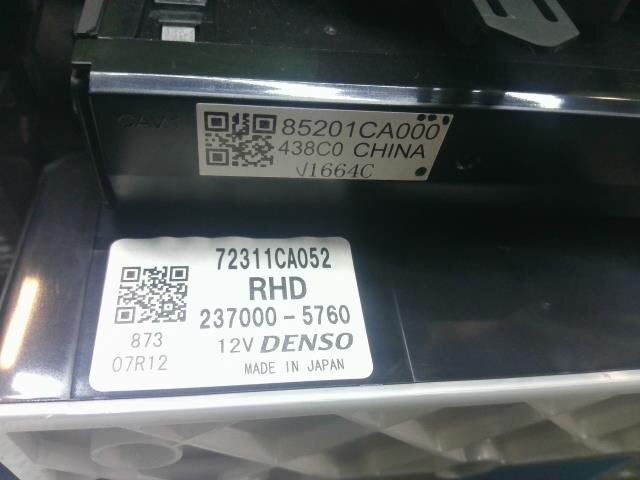 85201CA000
438C0 CHINA
V1664C
72311CA052
RHD
237000-5760
873
12V DENSO
07R12
MADE IN JAPAN